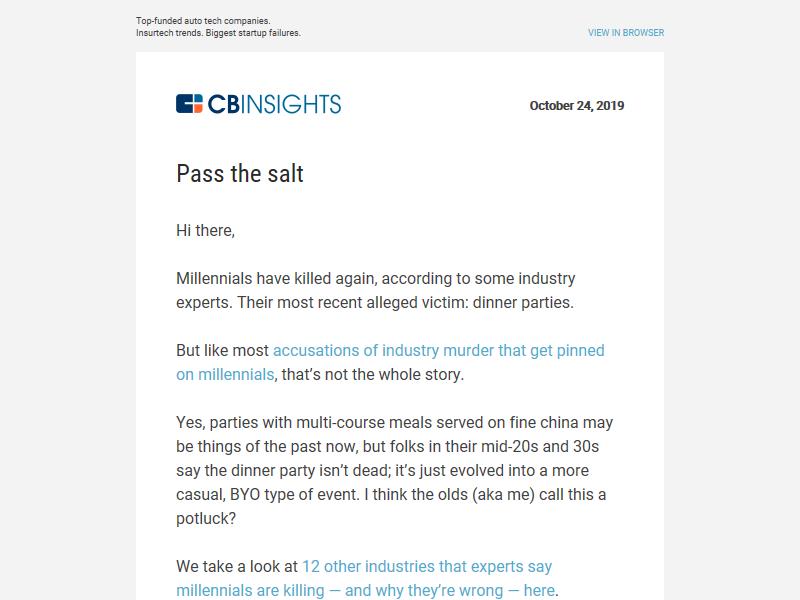 Top-funded auto tech companies.
Insurtech trends. Biggest startup failures.
VIEW IN BROWSER
CBINSIGHTS
October 24, 2019
Pass the salt
Hi there,
Millennials have killed again, according to some industry
experts. Their most recent alleged victim: dinner parties.
But like most accusations of industry murder that get pinned
on millennials, that’s not the whole story.
Yes, parties with multi-course meals served on fine china may
be things of the past now, but folks in their mid-20s and 30s
say the dinner party isn’t dead; it’s just evolved into a more
casual, BYO type of event. I think the olds (aka me) call this a
potluck?
We take a look at 12 other industries that experts say
millennials are killing — and why they’re wrong — here.